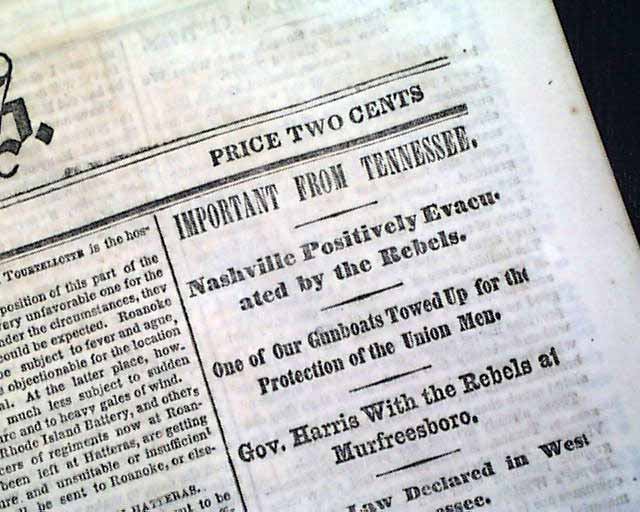 PRICE TWO CENTS
TOURTELLOTTE is the hos-
position of this part of the
very unfavorable one for the
under the circumstances, they
could be expected. Roanoke
be subject to fever and ague,
objectionable for the location
At the latter place, how-
much less subject to sudden
and to heavy gales of wind.
Rhode Island Battery, and others
of regiments now at Roan-
been left at Hatteras, are getting
and unsuitable or insufficient
be sent to Roanoke, or else-
HATTERAS.
out to be
IMPORTANT FROM TENNESSEE.
Nashville Positively Evacu-
ated by the Rebels.
One of Our Gunboats Towed Up for the
Protection of the Union Men.
Gov. Harris With the Rebels at
Murfreesboro.
Law Declared in West